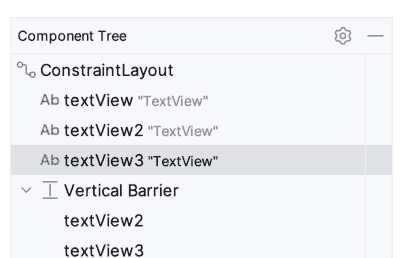 Component Tree
ConstraintLayout
Ab textView "TextView"
Ab textView2 "TextView"
Ab textView3 "TextView"
Vertical Barrier
textView2
textView3